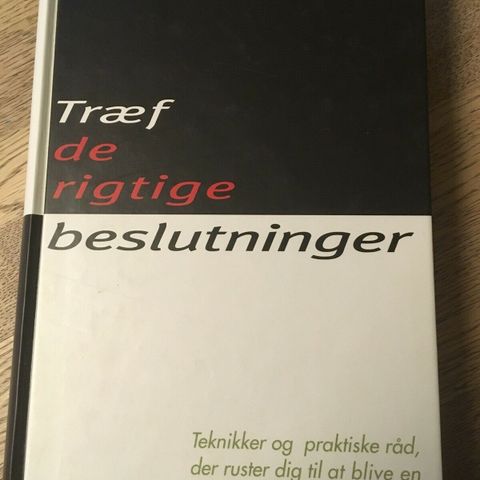 Træf
de
rigtige
beslutninger
Teknikker og praktiske råd,
der ruster dig til at blive en